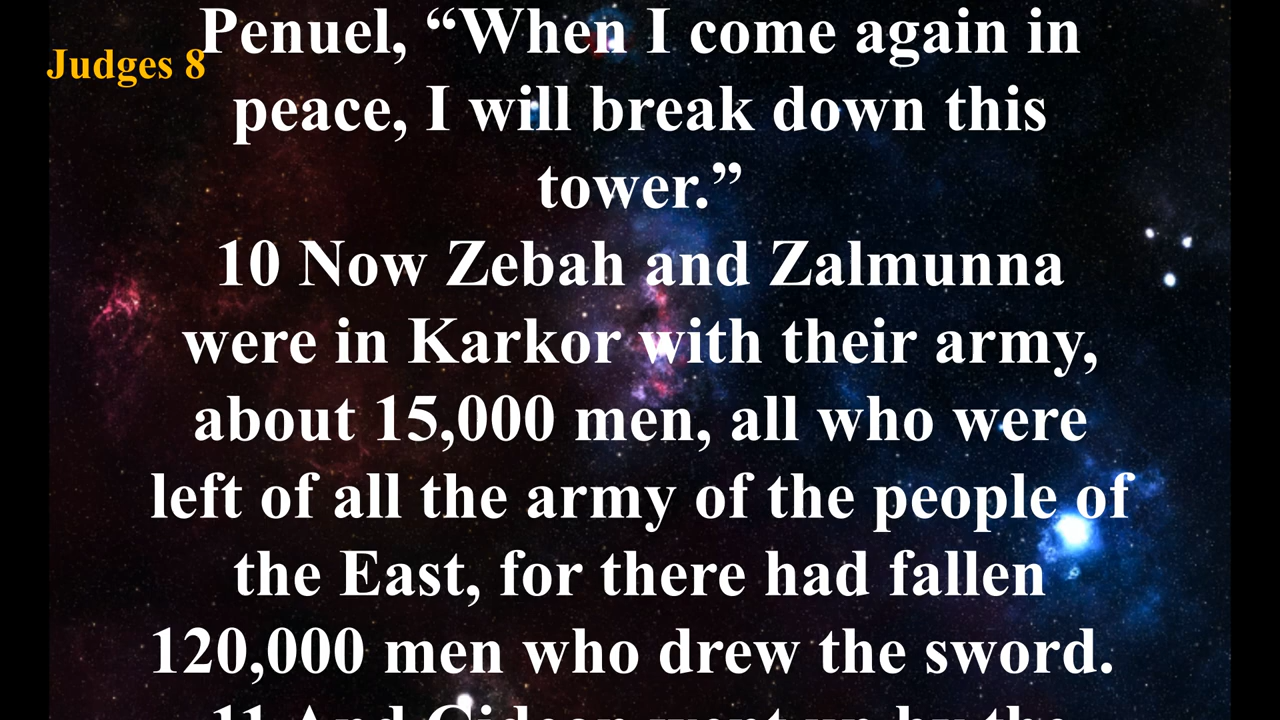 Judges 8
Penuel, “When I come again in
peace, I will break down this
tower.”
10 Now Zebah and Zalmunna
were in Karkor with their army,
about 15,000 men, all who were
left of all the army of the people of
the East, for there had fallen
120,000 men who drew the sword.
11 And Gideon went up by the